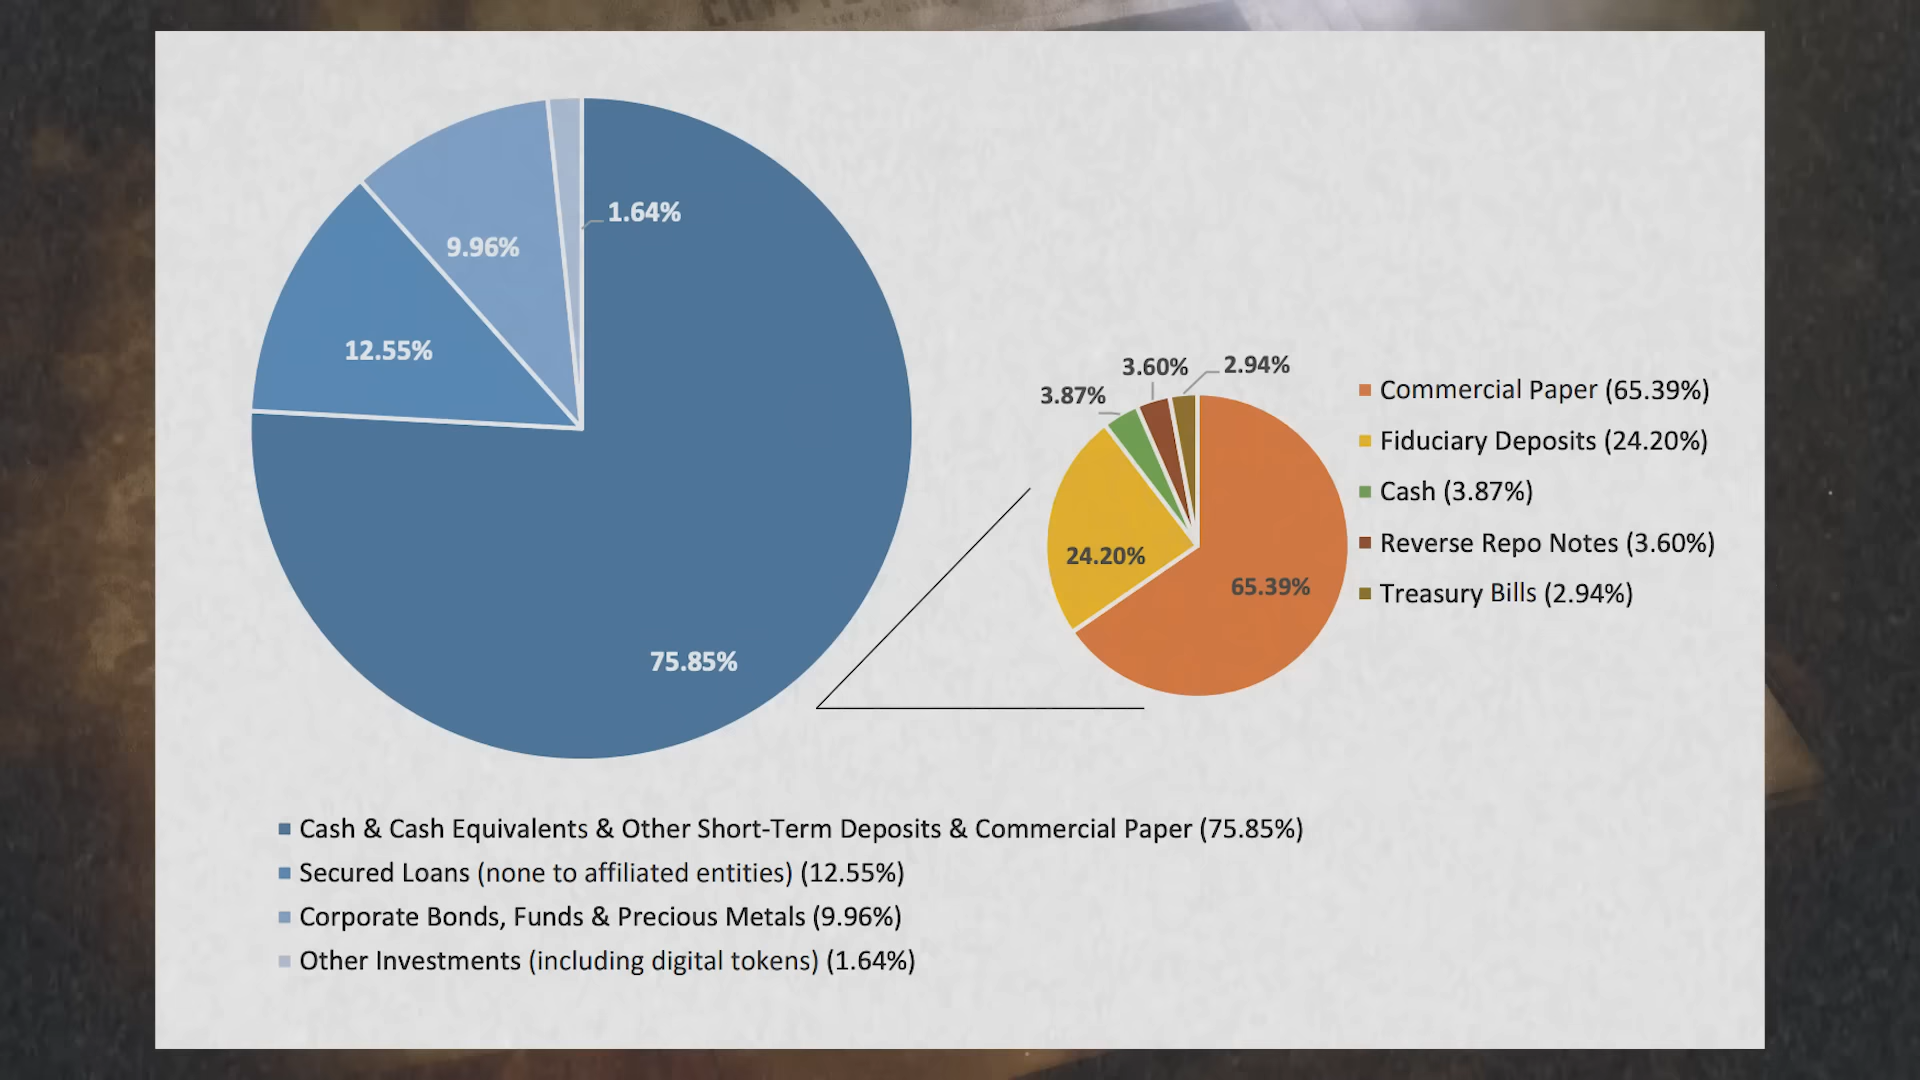 1.64%
9.96%
12.55%
75.85%
3.87%
3.60%
2.94%
24.20%
65.39%
Commercial Paper (65.39%)
Fiduciary Deposits (24.20%)
Cash (3.87%)
Reverse Repo Notes (3.60%)
Treasury Bills (2.94%)
Cash & Cash Equivalents & Other Short-Term Deposits & Commercial Paper (75.85%)
Secured Loans (none to affiliated entities) (12.55%)
Corporate Bonds, Funds & Precious Metals (9.96%)
Other Investments (including digital tokens) (1.64%)